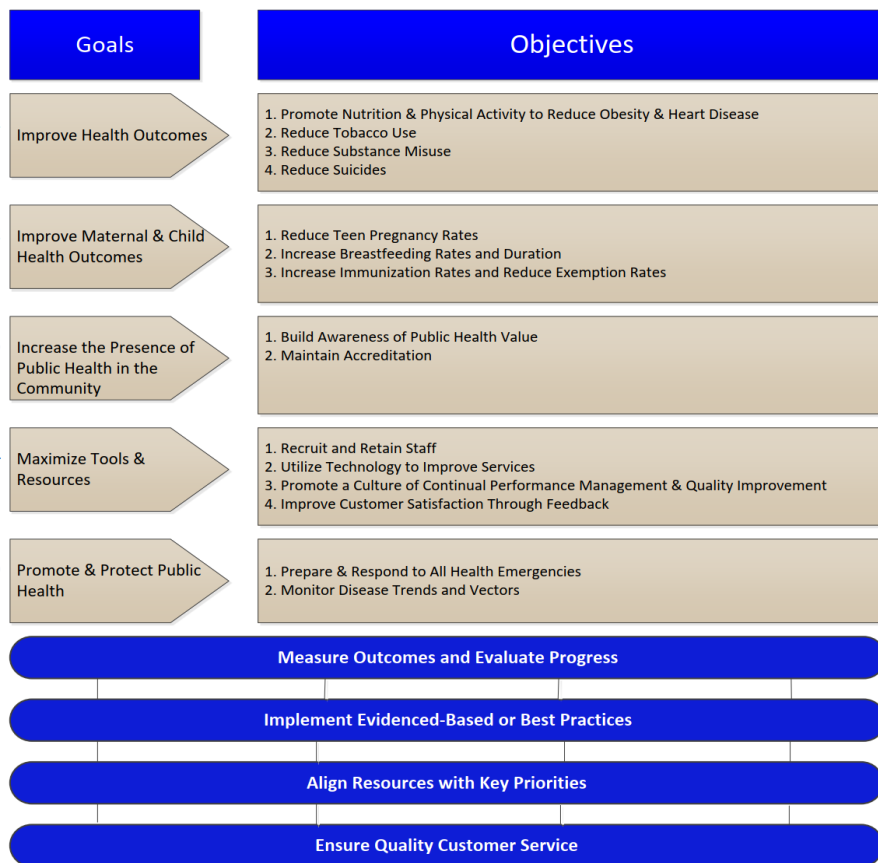 Goals
Objectives
Improve Health Outcomes
1. Promote Nutrition & Physical Activity to Reduce Obesity & Heart Disease
2. Reduce Tobacco Use
3. Reduce Substance Misuse
4. Reduce Suicides
Improve Maternal & Child
Health Outcomes
1. Reduce Teen Pregnancy Rates
2. Increase Breastfeeding Rates and Duration
3. Increase Immunization Rates and Reduce Exemption Rates
Increase the Presence of
Public Health in the
Community
1. Build Awareness of Public Health Value
2. Maintain Accreditation
Maximize Tools &
Resources
1. Recruit and Retain Staff
2. Utilize Technology to Improve Services
3. Promote a Culture of Continual Performance Management & Quality Improvement
4. Improve Customer Satisfaction Through Feedback
Promote & Protect Public
Health
1. Prepare & Respond to All Health Emergencies
2. Monitor Disease Trends and Vectors
Measure Outcomes and Evaluate Progress
Implement Evidenced-Based or Best Practices
Align Resources with Key Priorities
Ensure Quality Customer Service